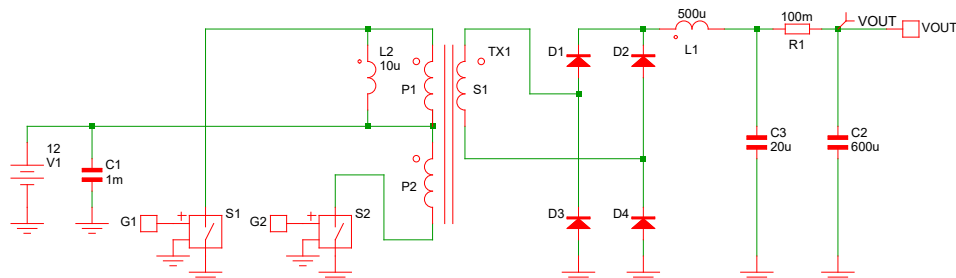 500u
L1
100m
R1
VOUT
VOUT
L2
10u
P1
TX1
S1
D1
D2
12
V1
C1
1m
P2
C3
20u
C2
600u
G1
+
S1
G2
+
S2
D3
D4